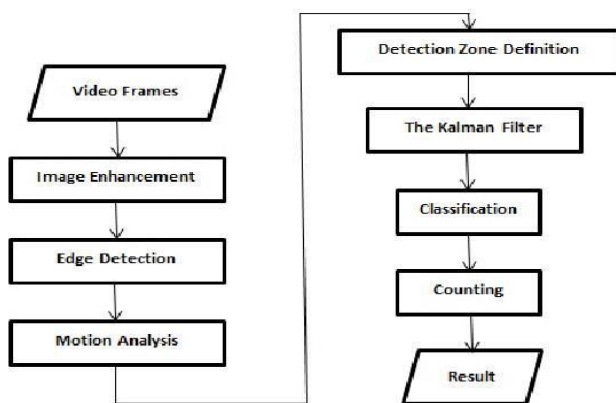 Video Frames
Image Enhancement
Edge Detection
Motion Analysis
Detection Zone Definition
The Kalman Filter
Classification
Counting
Result